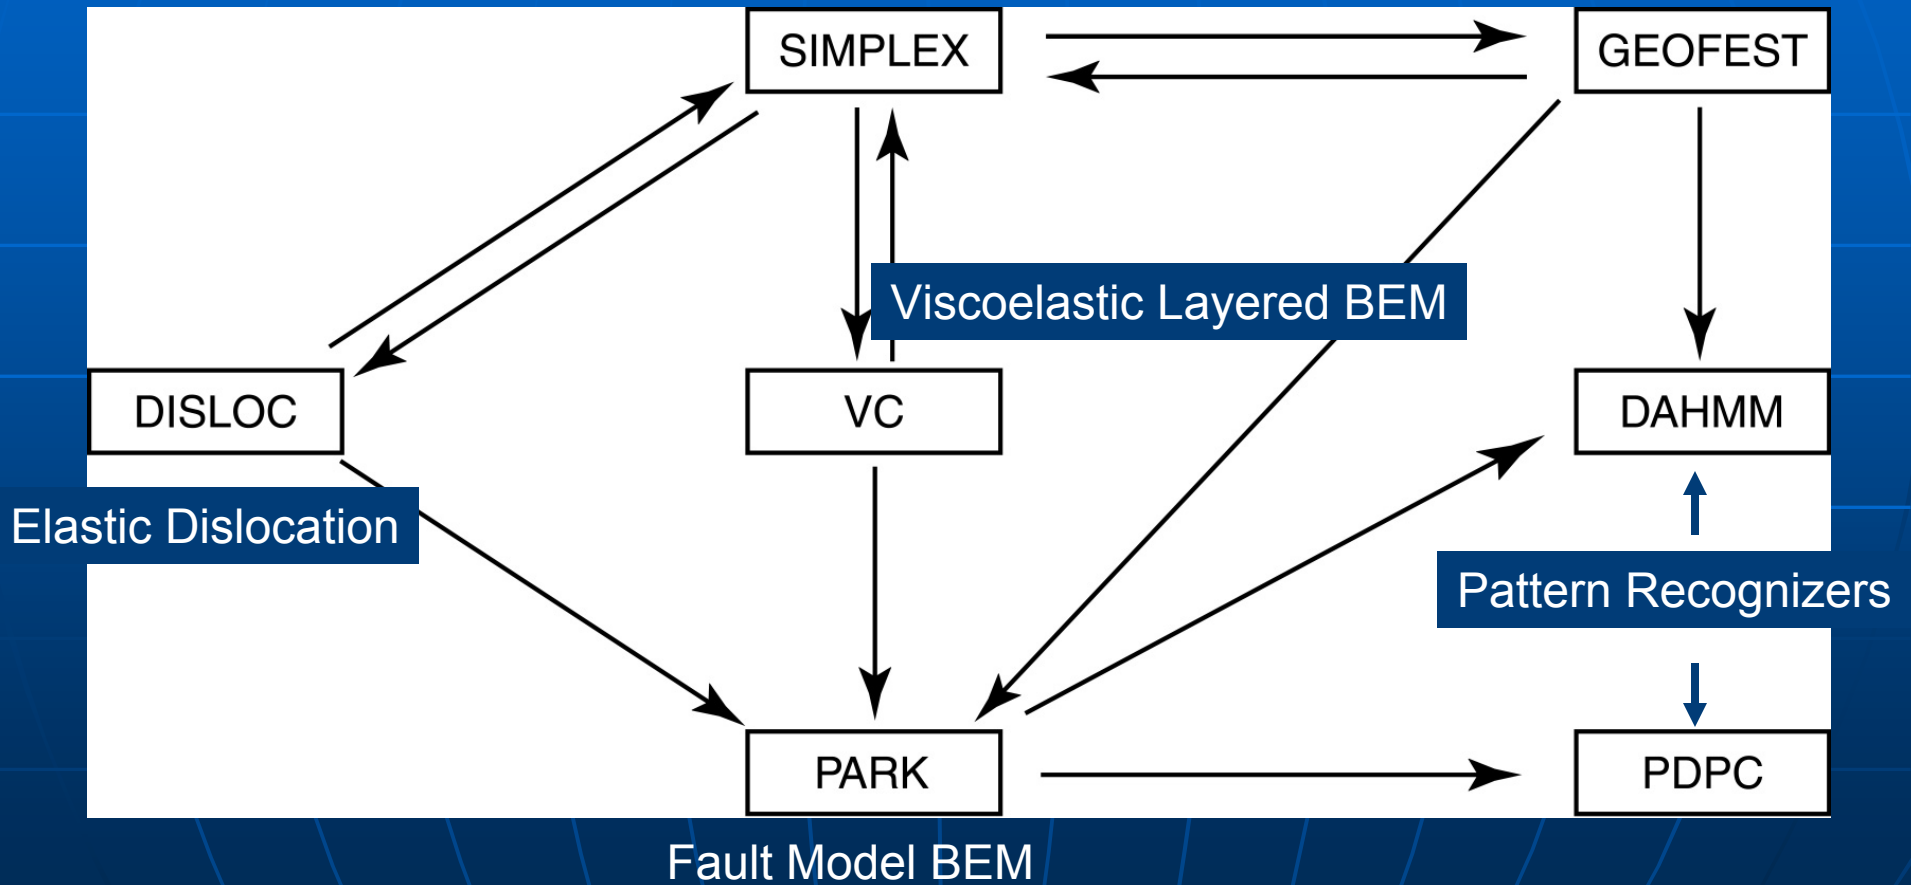 SIMPLEX
GEOFEST
Viscoelastic Layered BEM
DISLOC
VC
DAHMM
Elastic Dislocation
Pattern Recognizers
PARK
PDPC
Fault Model BEM